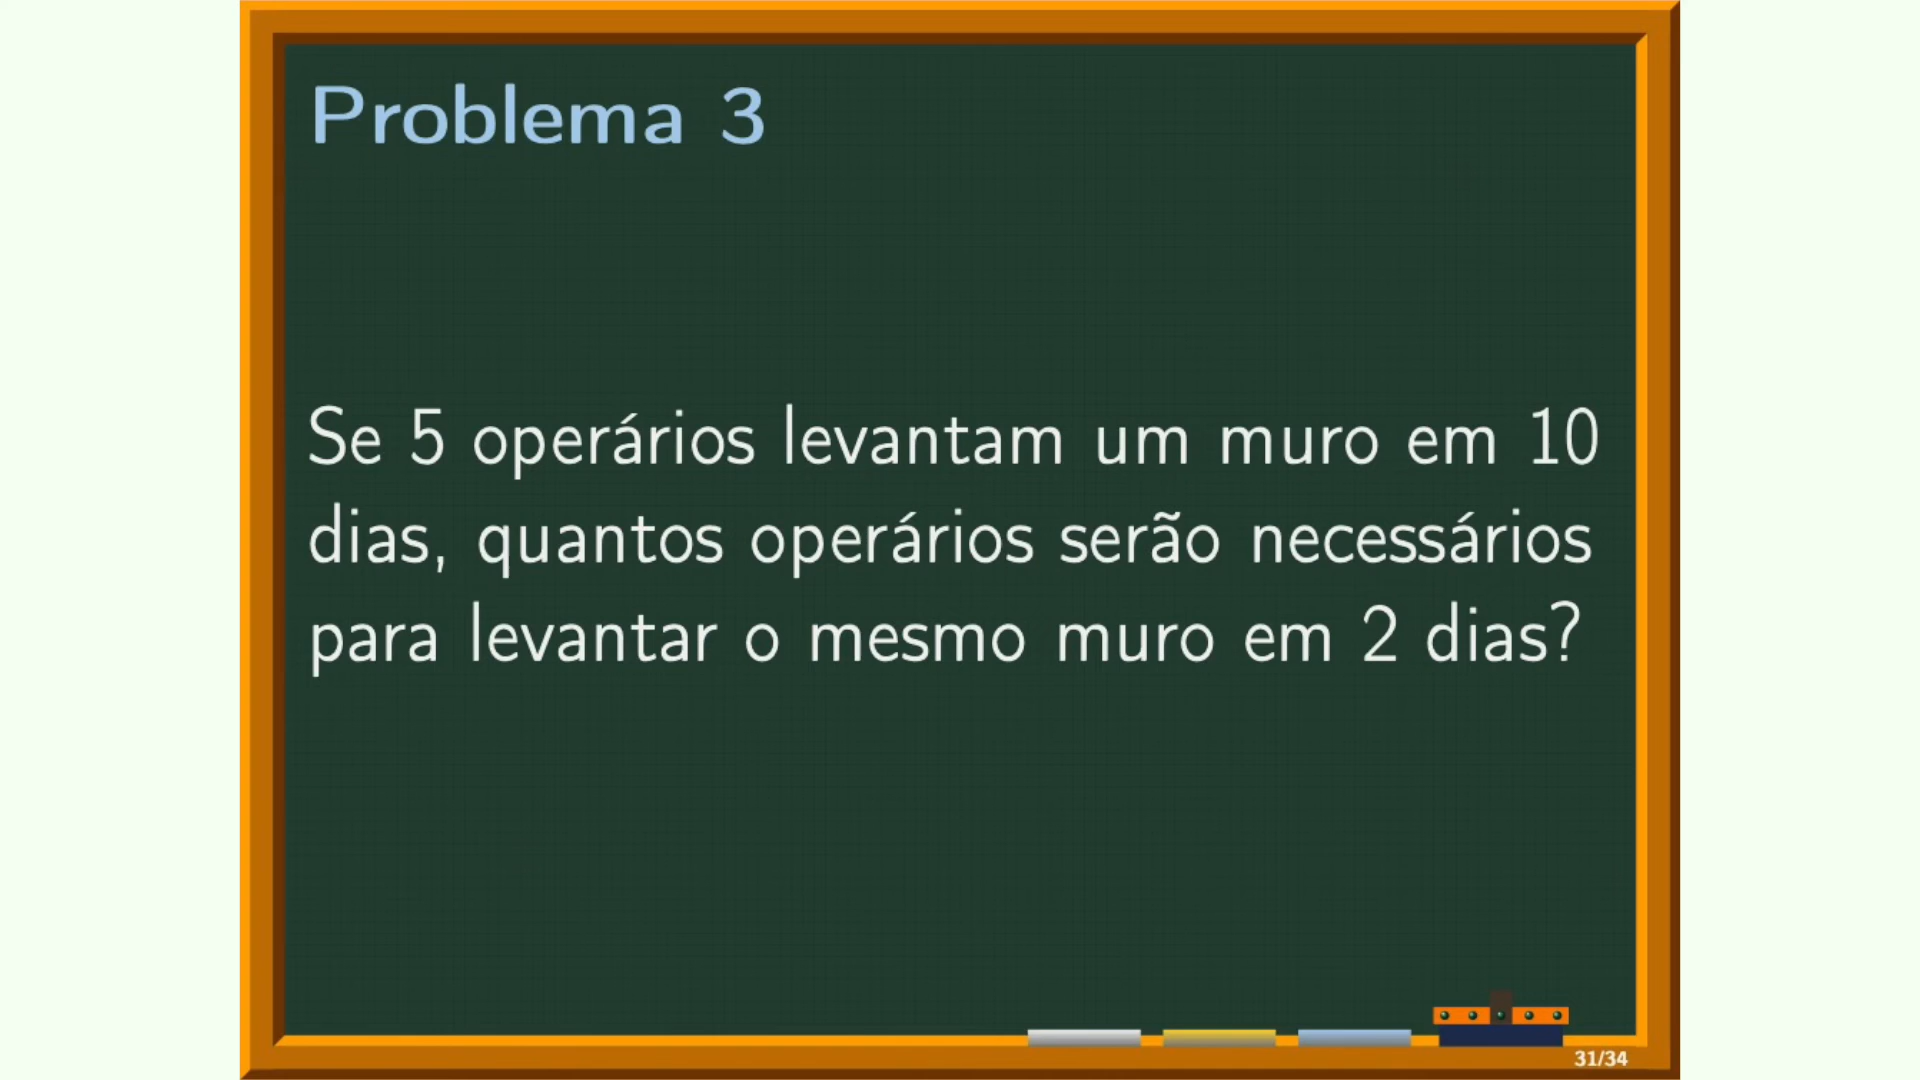 Problema 3
Se 5 operários levantam um muro em 10
dias, quantos operários serão necessários
para levantar o mesmo muro em 2 dias?
31/34